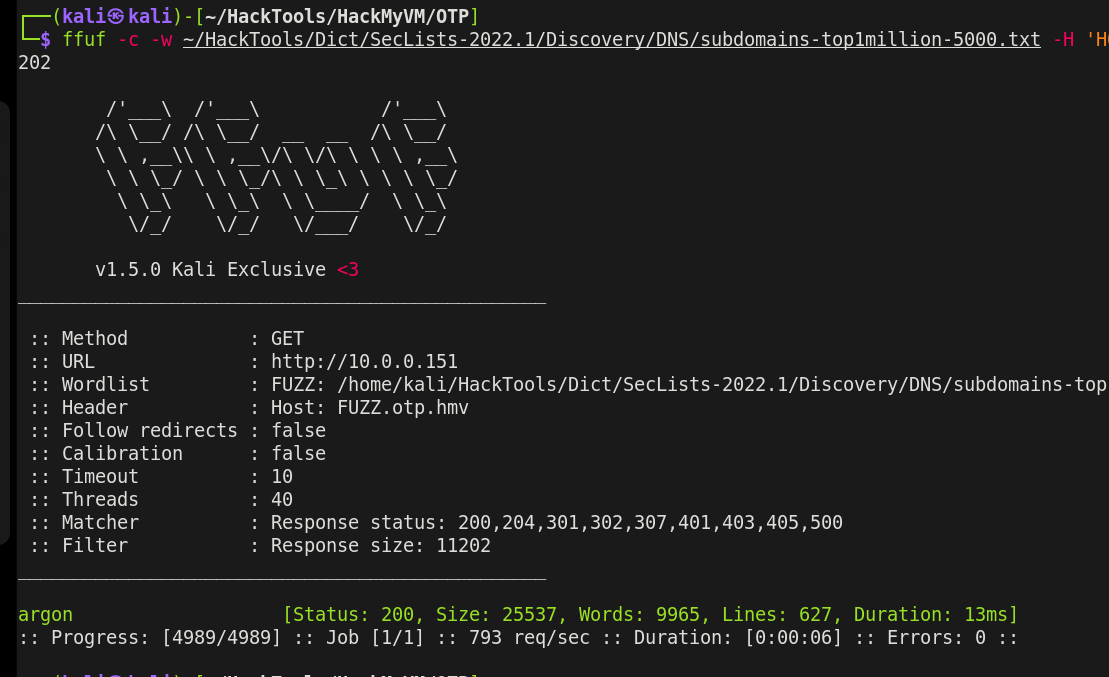 ┌──(kali㉿kali)-[~/HackTools/HackMyVM/OTP]
└─$ ffuf -c -w ~/HackTools/Dict/SecLists-2022.1/Discovery/DNS/subdomains-top1million-5000.txt -H 'H
202
        /'___\  /'___\           /'___\
       /\ \__/ /\ \__/  __  __  /\ \__/
       \ \ ,__\\ \ ,__\/\ \/\ \ \ \ ,__\
        \ \ \_/ \ \ \_/\ \ \_\ \ \ \ \_/
         \ \_\   \ \_\  \ \____/  \ \_\
          \/_/    \/_/   \/___/    \/_/
       v1.5.0 Kali Exclusive <3
________________________________________________
 :: Method           : GET
 :: URL              : http://10.0.0.151
 :: Wordlist         : FUZZ: /home/kali/HackTools/Dict/SecLists-2022.1/Discovery/DNS/subdomains-top
 :: Header           : Host: FUZZ.otp.hmv
 :: Follow redirects : false
 :: Calibration      : false
 :: Timeout          : 10
 :: Threads          : 40
 :: Matcher          : Response status: 200,204,301,302,307,401,403,405,500
 :: Filter           : Response size: 11202
________________________________________________
argon                   [Status: 200, Size: 25537, Words: 9965, Lines: 627, Duration: 13ms]
:: Progress: [4989/4989] :: Job [1/1] :: 793 req/sec :: Duration: [0:00:06] :: Errors: 0 ::